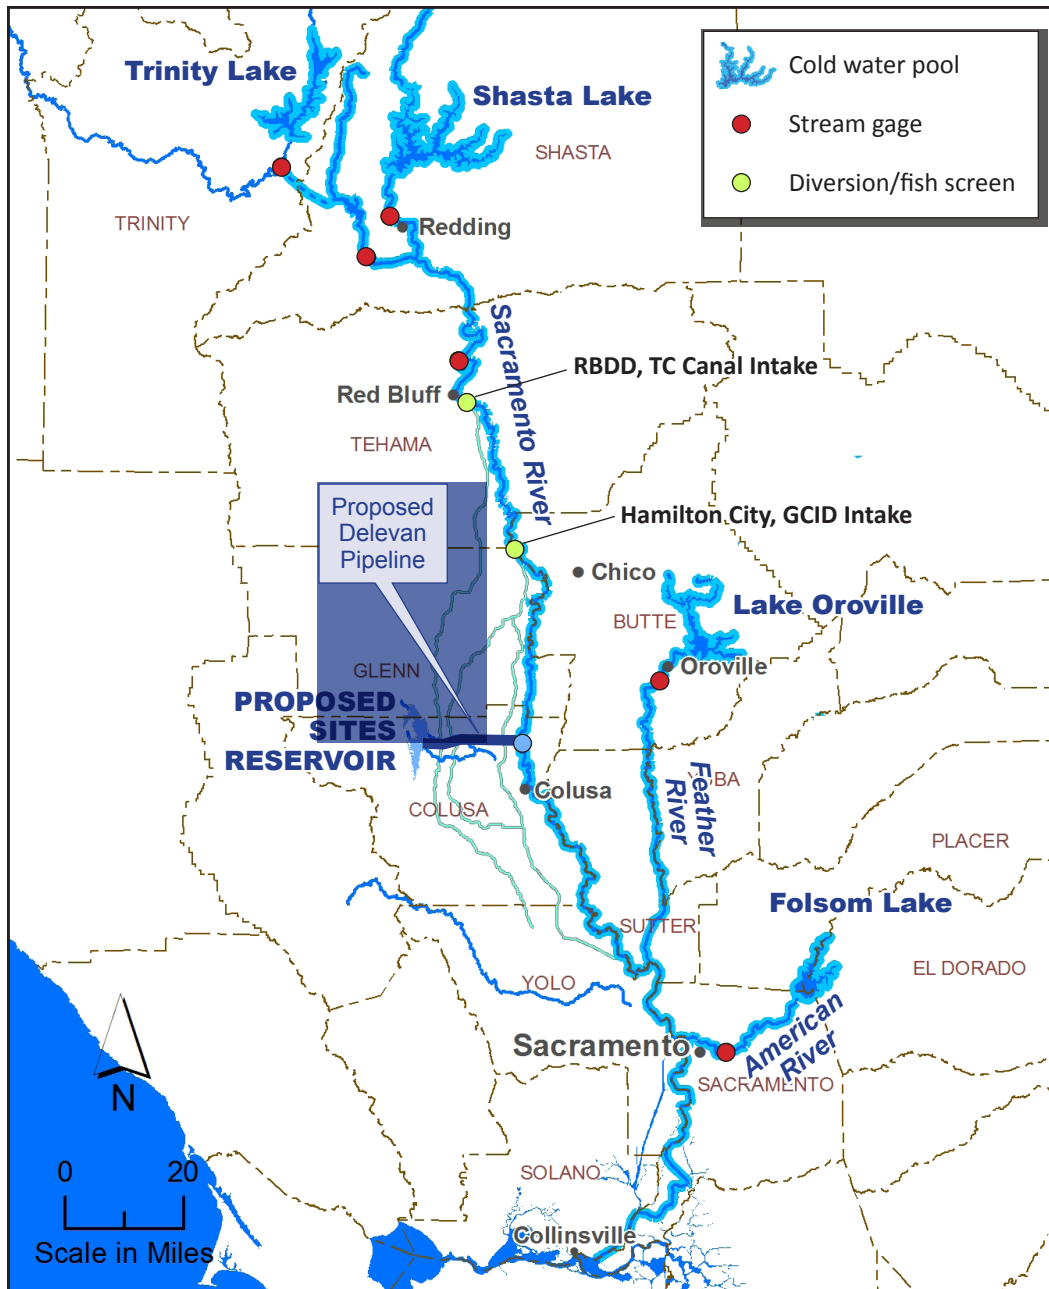 Trinity Lake
Shasta Lake
Cold water pool
Stream gage
Diversion/fish screen
SHASTA
TRINITY
Redding
Sacramento River
RBDD, TC Canal Intake
Red Bluff
TEHAMA
Proposed
Delevan
Pipeline
Hamilton City, GCID Intake
Chico
Lake Oroville
BUTTE
Oroville
GLENN
PROPOSED
SITES
RESERVOIR
Feather
River
BA
Colusa
COLUSA
PLACER
Folsom Lake
SUTTER
EL DORADO
YOLO
American
River
Sacramento
SACRAMENTO
N
0
20
Scale in Miles
SOLANO
Collinsville